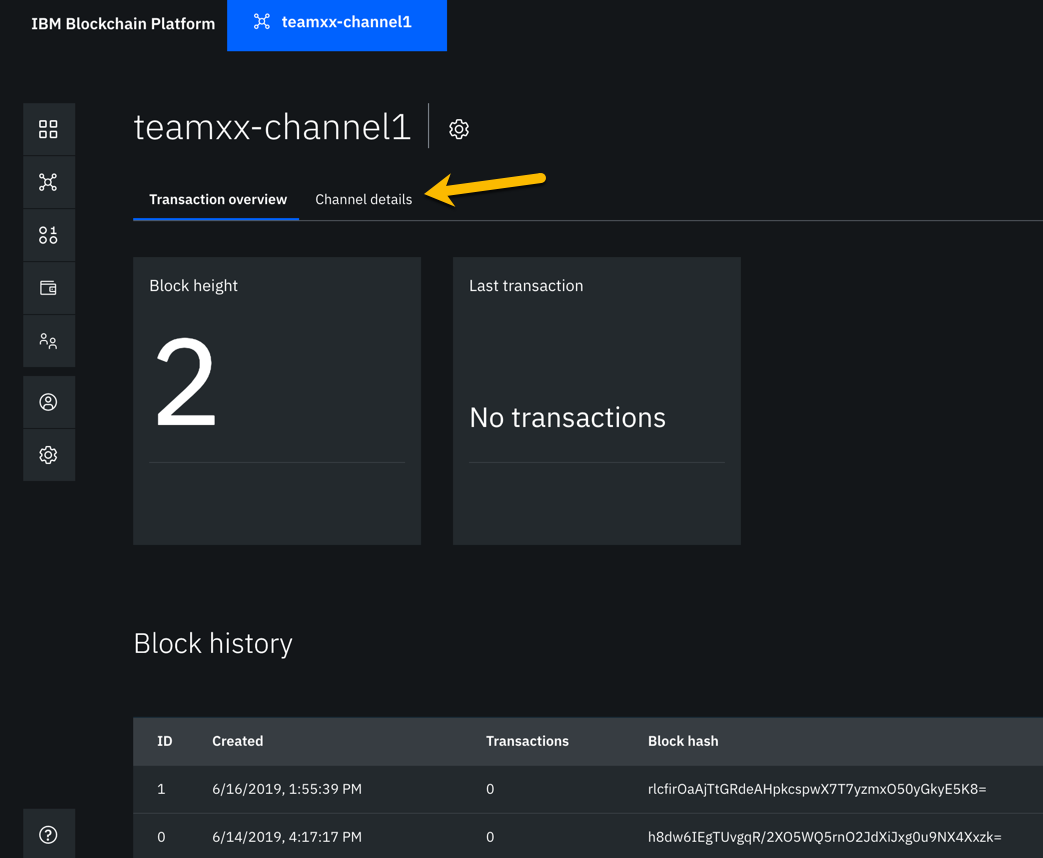 IBM Blockchain Platform
teamxx-channel1
teamxx-channel1
Transaction overview
Channel details
Block height
2
Last transaction
No transactions
Block history
ID Created Transactions Block hash
1 6/16/2019, 1:55:39 PM 0 rlcfirOaAjTtGRdeAHpkcspwX7T7yzmxO50yGkyE5K8=
0 6/14/2019, 4:17:17 PM 0 h8dw6IEgTUvgqR/2XO5WQ5rnO2JdXiJxg0u9NX4Xxzk=